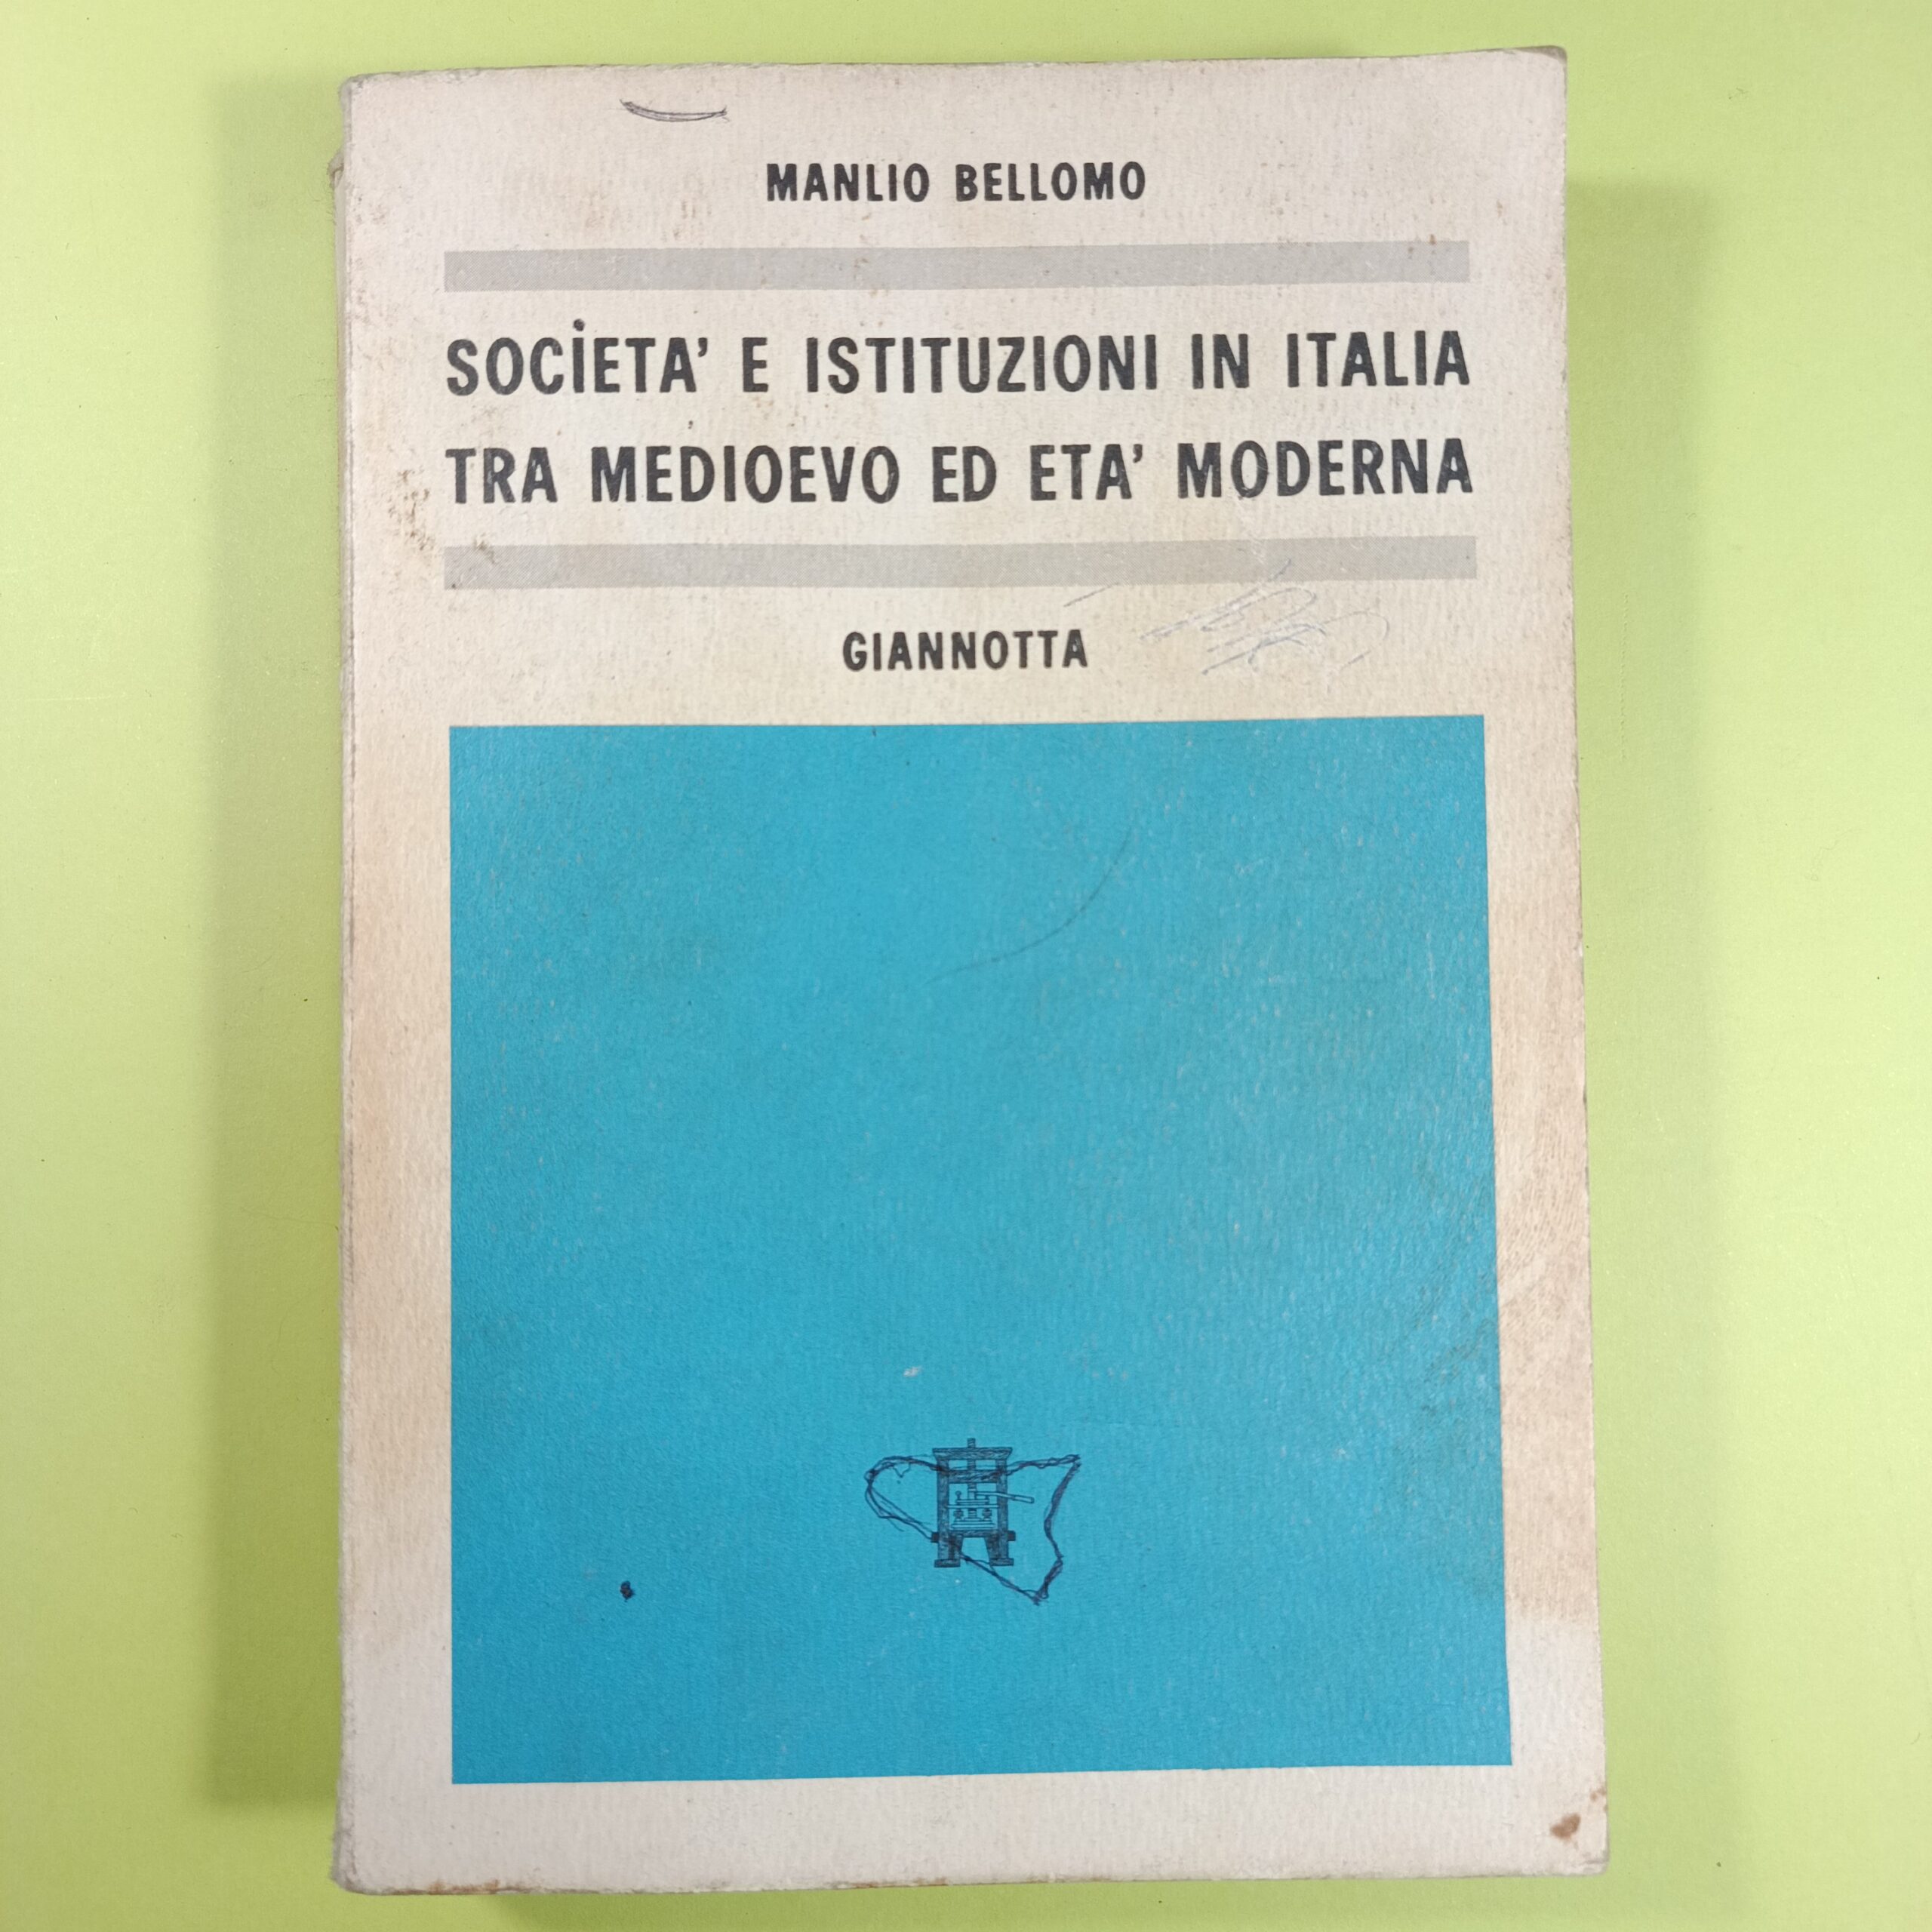 MANLIO BELLOMO
SOCIETA' E ISTITUZIONI IN ITALIA
TRA MEDIOEVO ED ETA' MODERNA
GIANNOTTA